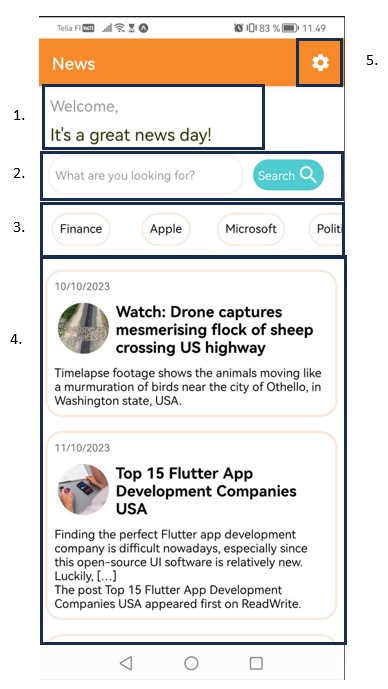 Telia FI VoLTE 83 % 11.49
News
5.
1.
Welcome,
It's a great news day!
2.
What are you looking for?
Search
3.
Finance
Apple
Microsoft
Politi
4.
10/10/2023
Watch: Drone captures
mesmerising flock of sheep
crossing US highway
Timelapse footage shows the animals moving like
a murmuration of birds near the city of Othello, in
Washington state, USA.
11/10/2023
Top 15 Flutter App
Development Companies
USA
Finding the perfect Flutter app development
company is difficult nowadays, especially since
this open-source UI software is relatively new.
Luckily, […]
The post Top 15 Flutter App Development
Companies USA appeared first on ReadWrite.